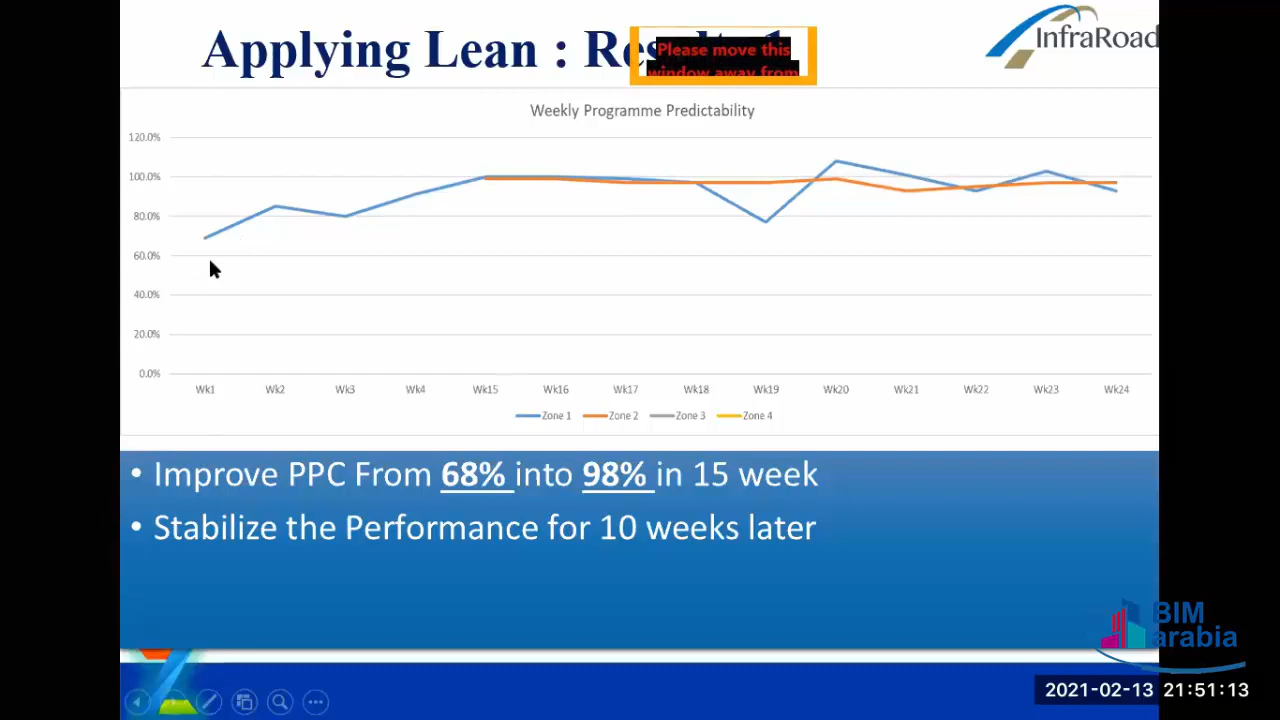 Applying Lean :
Please move this
window away from
InfraRoad
Weekly Programme Predictability
120.0%
100.0%
80.0%
60.0%
40.0%
20.0%
0.0%
Wk1 Wk2 Wk3 Wk4 Wk15 Wk16 Wk17 Wk18 Wk19 Wk20 Wk21 Wk22 Wk23 Wk24
Zone 1 Zone 2 Zone 3 Zone 4
• Improve PPC From 68% into 98% in 15 week
• Stabilize the Performance for 10 weeks later
BIM
arabia
2021-02-13 21:51:13